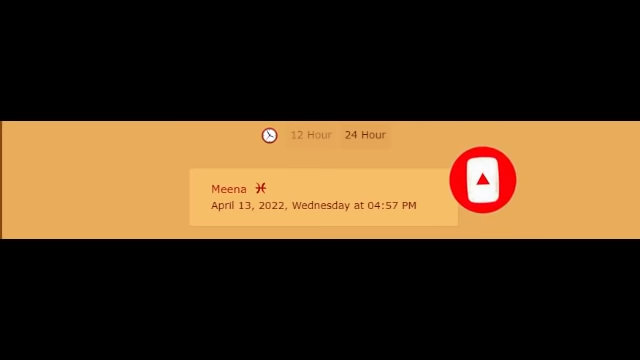 12 Hour 24 Hour
Meena ♓
April 13, 2022, Wednesday at 04:57 PM